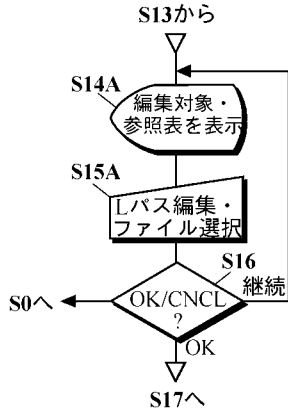 S13から
S14A
編集対象・
参照表を表示
S15A
Lパス編集・
ファイル選択
S16
継続
S0へ
OK/CNCL
?
OK
S17へ